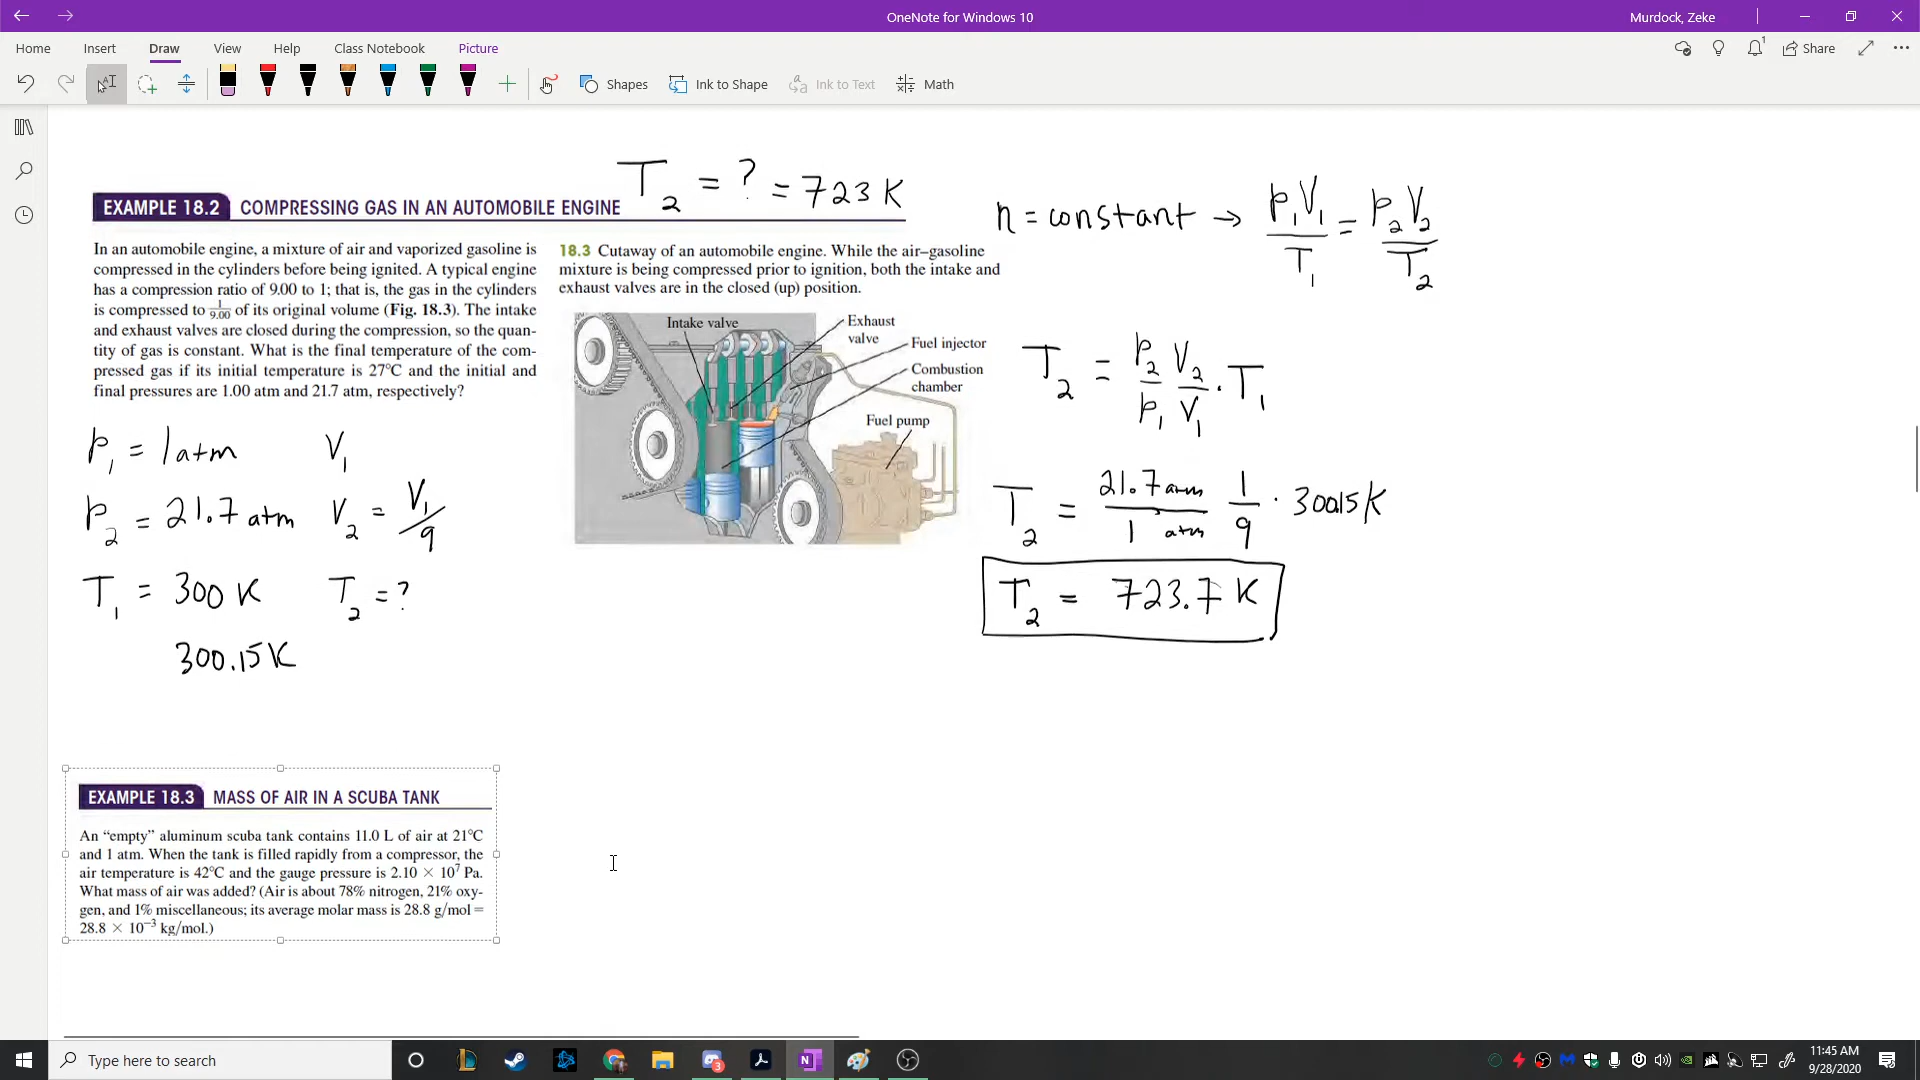 OneNote for Windows 10
Murdock, Zeke
Home Insert Draw View Help Class Notebook Picture
Share
Shapes Ink to Shape Ink to Text Math
T₂ = ? = 723 K
EXAMPLE 18.2 COMPRESSING GAS IN AN AUTOMOBILE ENGINE
In an automobile engine, a mixture of air and vaporized gasoline is
compressed in the cylinders before being ignited. A typical engine
has a compression ratio of 9.00 to 1; that is, the gas in the cylinders
is compressed to 1/9.00 of its original volume (Fig. 18.3). The intake
and exhaust valves are closed during the compression, so the quan-
tity of gas is constant. What is the final temperature of the com-
pressed gas if its initial temperature is 27°C and the initial and
final pressures are 1.00 atm and 21.7 atm, respectively?
18.3 Cutaway of an automobile engine. While the air–gasoline
mixture is being compressed prior to ignition, both the intake and
exhaust valves are in the closed (up) position.
Intake valve
Exhaust
valve
Fuel injector
Combustion
chamber
Fuel pump
p₁ = 1 atm V₁
p₂ = 21.7 atm V₂ = V₁/9
T₁ = 300 K T₂ = ?
300.15 K
n = constant → p₁V₁/T₁ = p₂V₂/T₂
T₂ = p₂/p₁ V₂/V₁ · T₁
T₂ = 21.7 atm/1 atm 1/9 · 300.15 K
T₂ = 723.7 K
EXAMPLE 18.3 MASS OF AIR IN A SCUBA TANK
An “empty” aluminum scuba tank contains 11.0 L of air at 21°C
and 1 atm. When the tank is filled rapidly from a compressor, the
air temperature is 42°C and the gauge pressure is 2.10 × 10⁷ Pa.
What mass of air was added? (Air is about 78% nitrogen, 21% oxy-
gen, and 1% miscellaneous; its average molar mass is 28.8 g/mol =
28.8 × 10⁻³ kg/mol.)
Type here to search
11:45 AM
9/28/2020